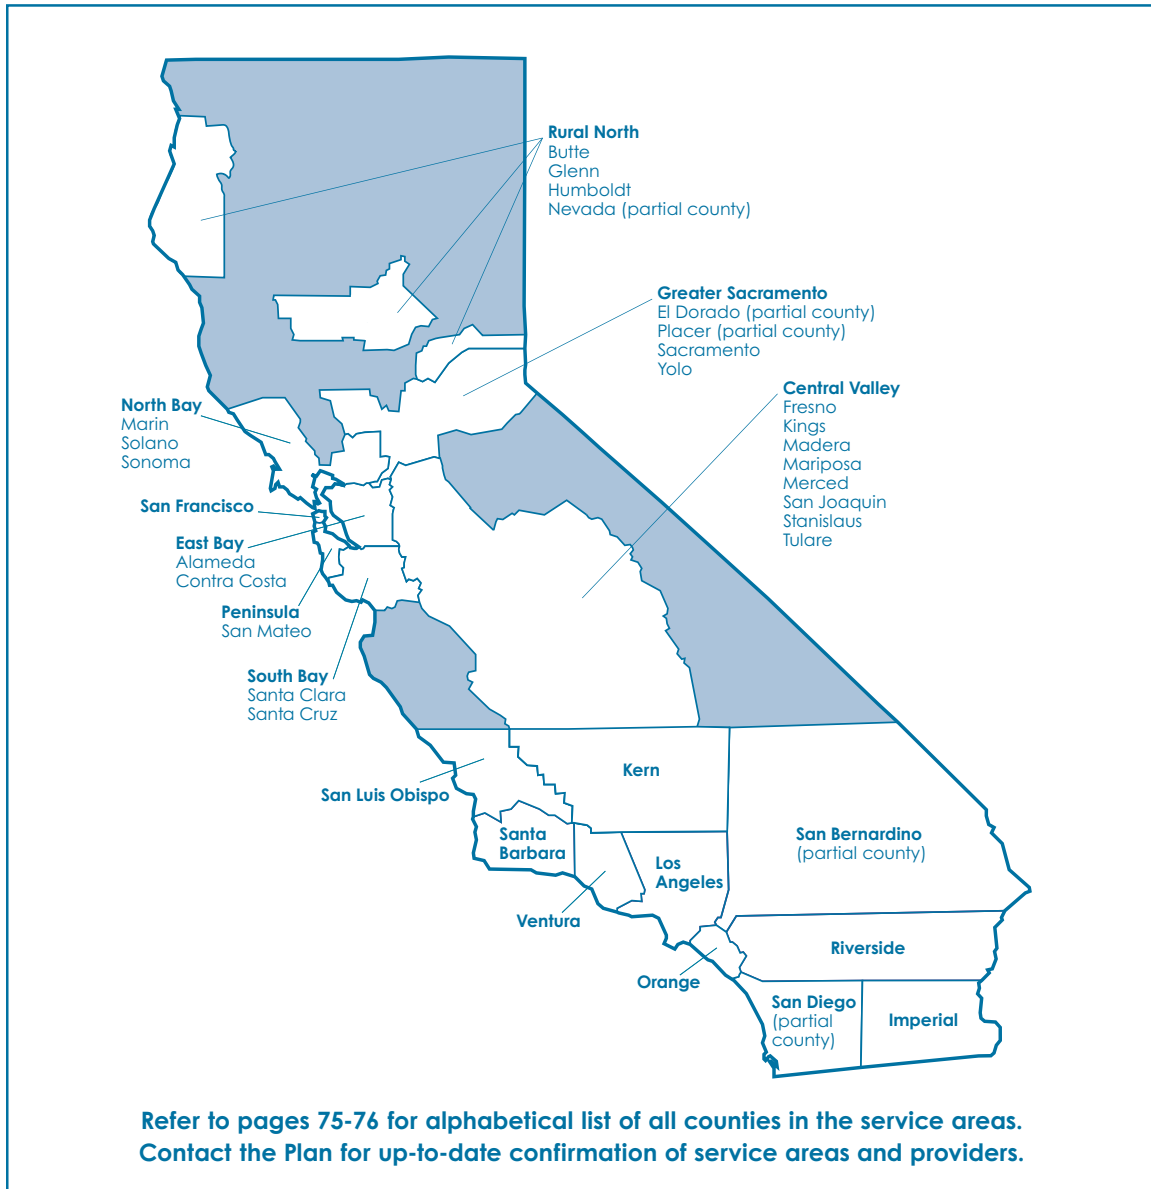 Rural North
Butte
Glenn
Humboldt
Nevada (partial county)
Greater Sacramento
El Dorado (partial county)
Placer (partial county)
Sacramento
Yolo
Central Valley
Fresno
Kings
Madera
Mariposa
Merced
San Joaquin
Stanislaus
Tulare
North Bay
Marin
Solano
Sonoma
San Francisco
East Bay
Alameda
Contra Costa
Peninsula
San Mateo
South Bay
Santa Clara
Santa Cruz
San Luis Obispo
Kern
Santa
Barbara
Los
Angeles
San Bernardino
(partial county)
Ventura
Riverside
Orange
San Diego
(partial
county)
Imperial
Refer to pages 75-76 for alphabetical list of all counties in the service areas.
Contact the Plan for up-to-date confirmation of service areas and providers.